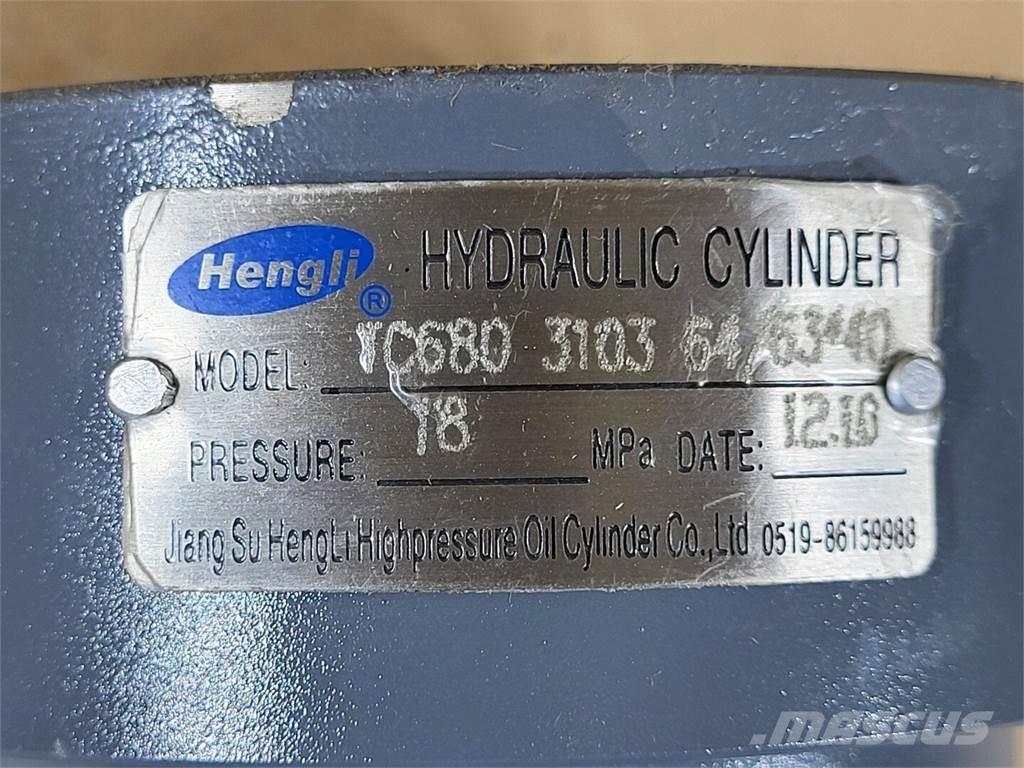 Hengli ® HYDRAULIC CYLINDER
MODEL: TC680 3103 64/63*40
PRESSURE: 18 MPa DATE: 12.10
Jiang Su HengLi Highpressure Oil Cylinder Co.,Ltd 0519-86159988
mascus